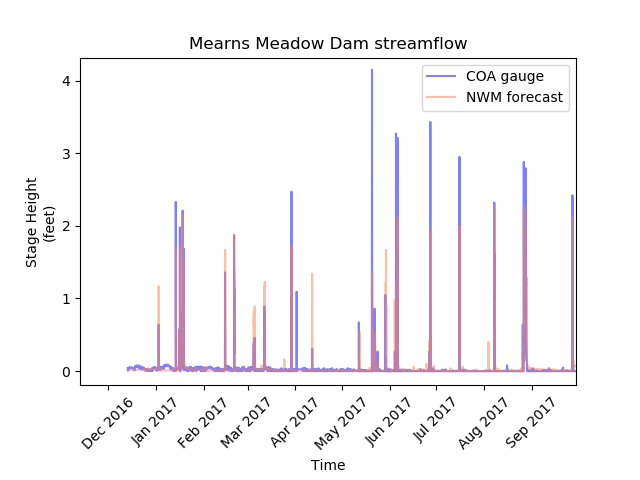 Mearns Meadow Dam streamflow
COA gauge
NWM forecast
Stage Height
(feet)
4
3
2
1
0
Dec 2016
Jan 2017
Feb 2017
Mar 2017
Apr 2017
May 2017
Jun 2017
Jul 2017
Aug 2017
Sep 2017
Time